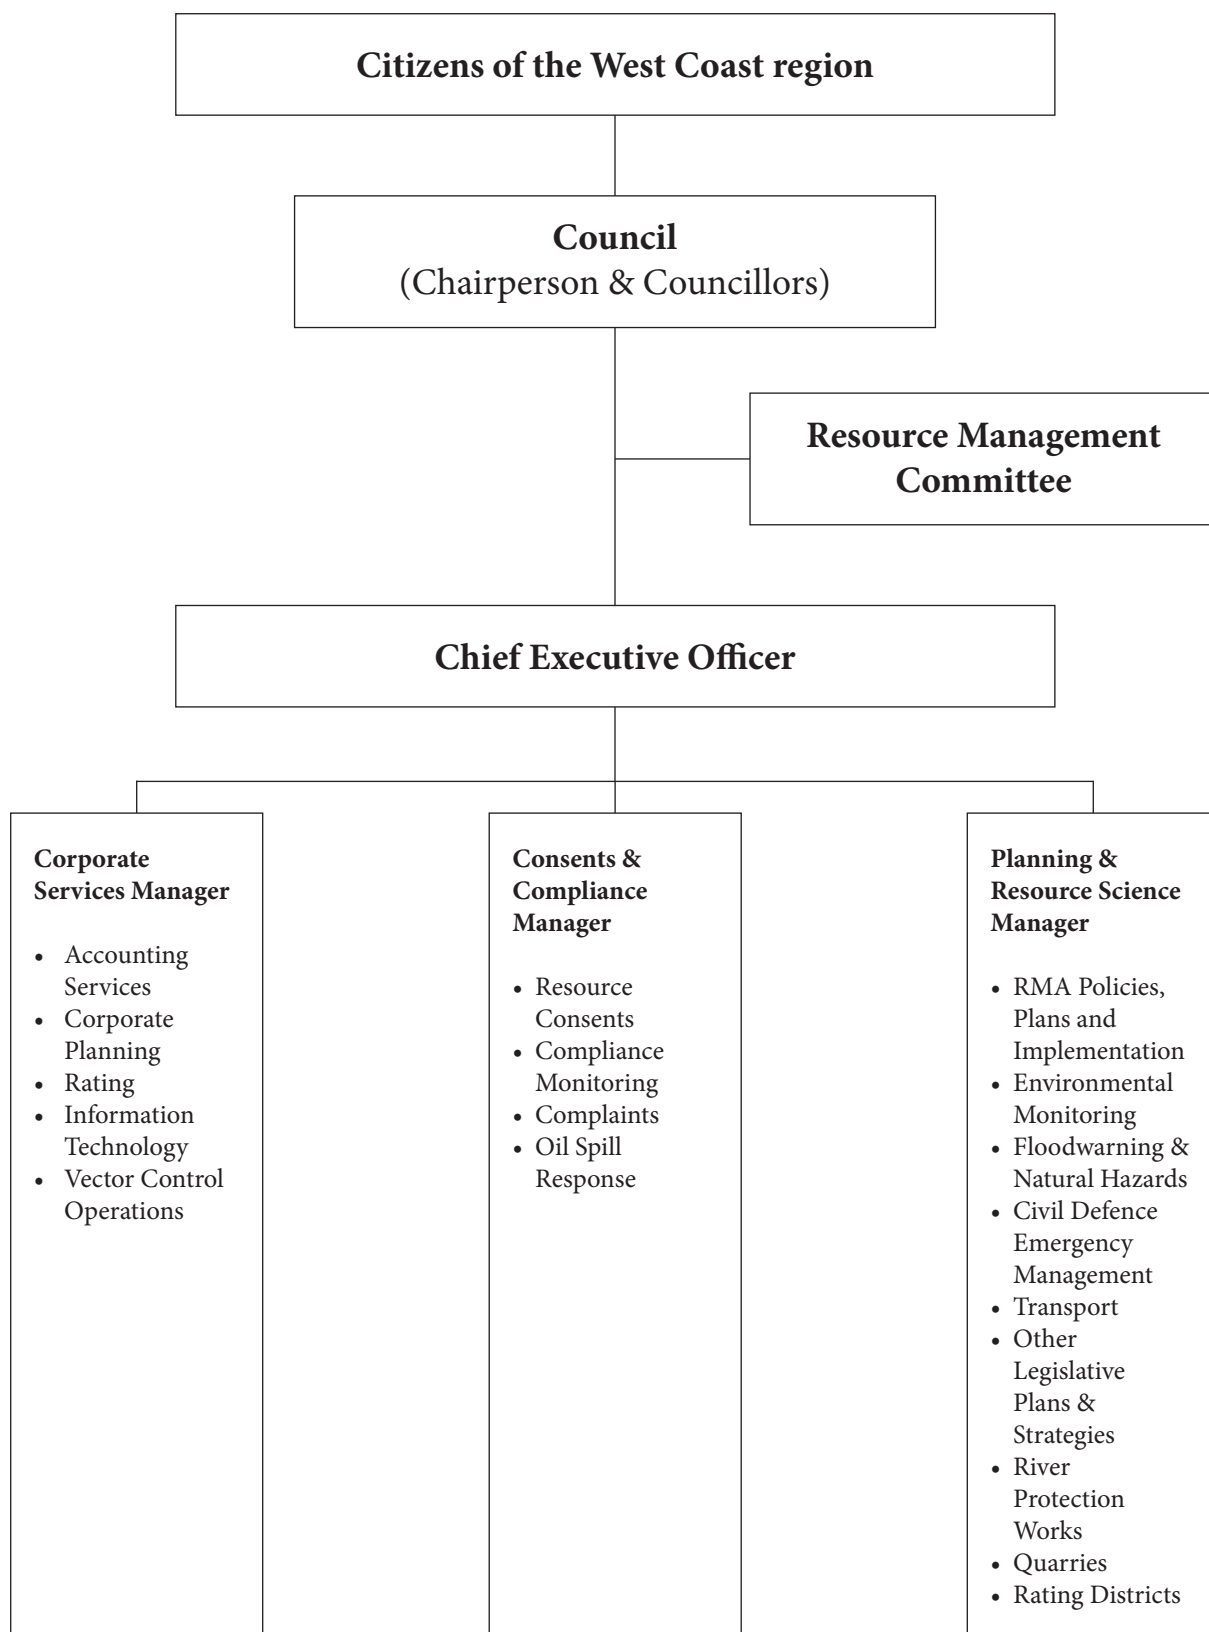 Citizens of the West Coast region
Council
(Chairperson & Councillors)
Resource Management
Committee
Chief Executive Officer
Corporate
Services Manager
• Accounting
Services
• Corporate
Planning
• Rating
• Information
Technology
• Vector Control
Operations
Consents &
Compliance
Manager
• Resource
Consents
• Compliance
Monitoring
• Complaints
• Oil Spill
Response
Planning &
Resource Science
Manager
• RMA Policies,
Plans and
Implementation
• Environmental
Monitoring
• Floodwarning &
Natural Hazards
• Civil Defence
Emergency
Management
• Transport
• Other
Legislative
Plans &
Strategies
• River
Protection
Works
• Quarries
• Rating Districts